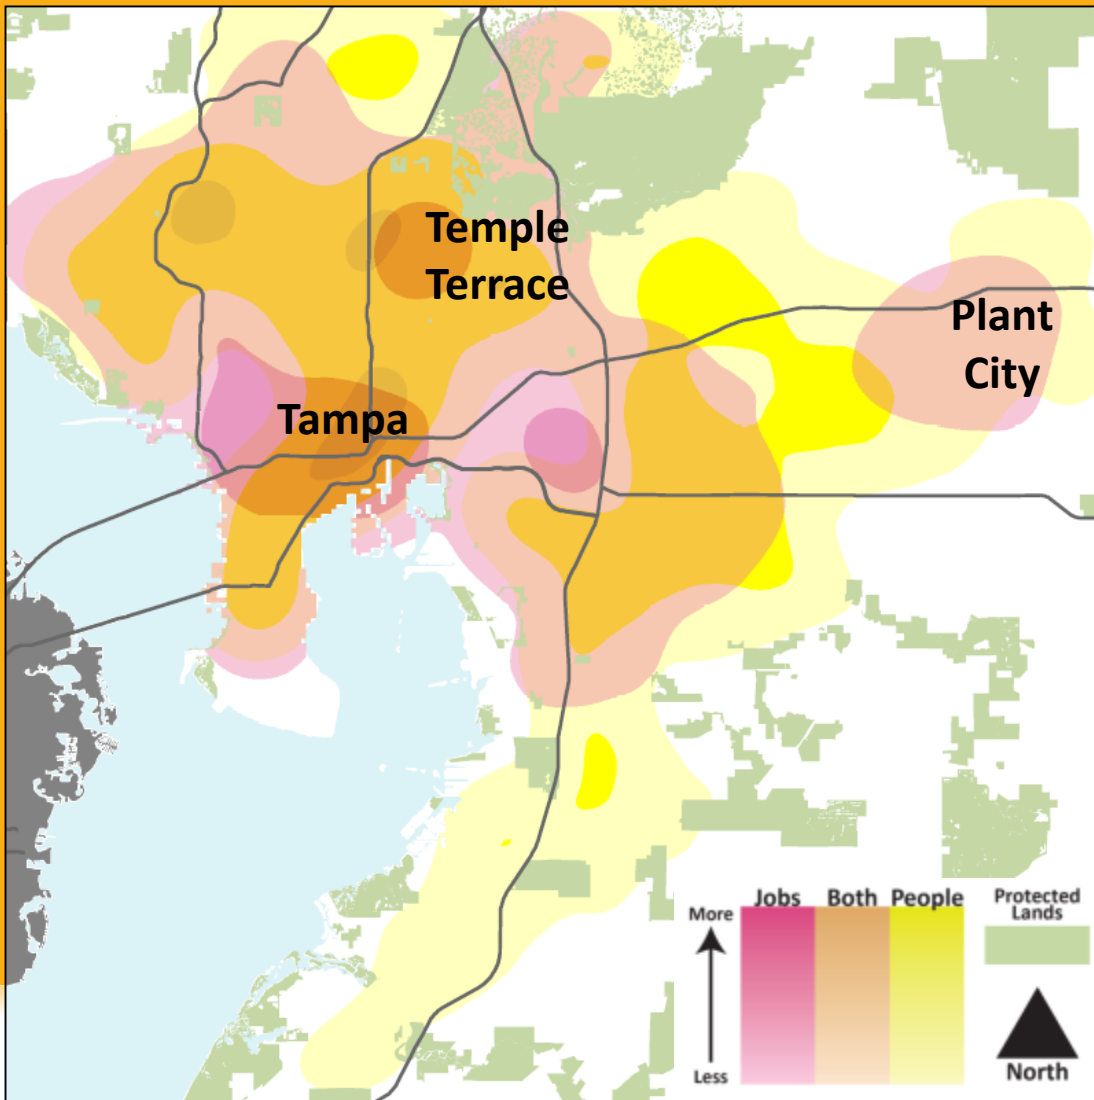 Temple
Terrace
Plant
City
Tampa
Jobs Both People
More
Less
Protected
Lands
North